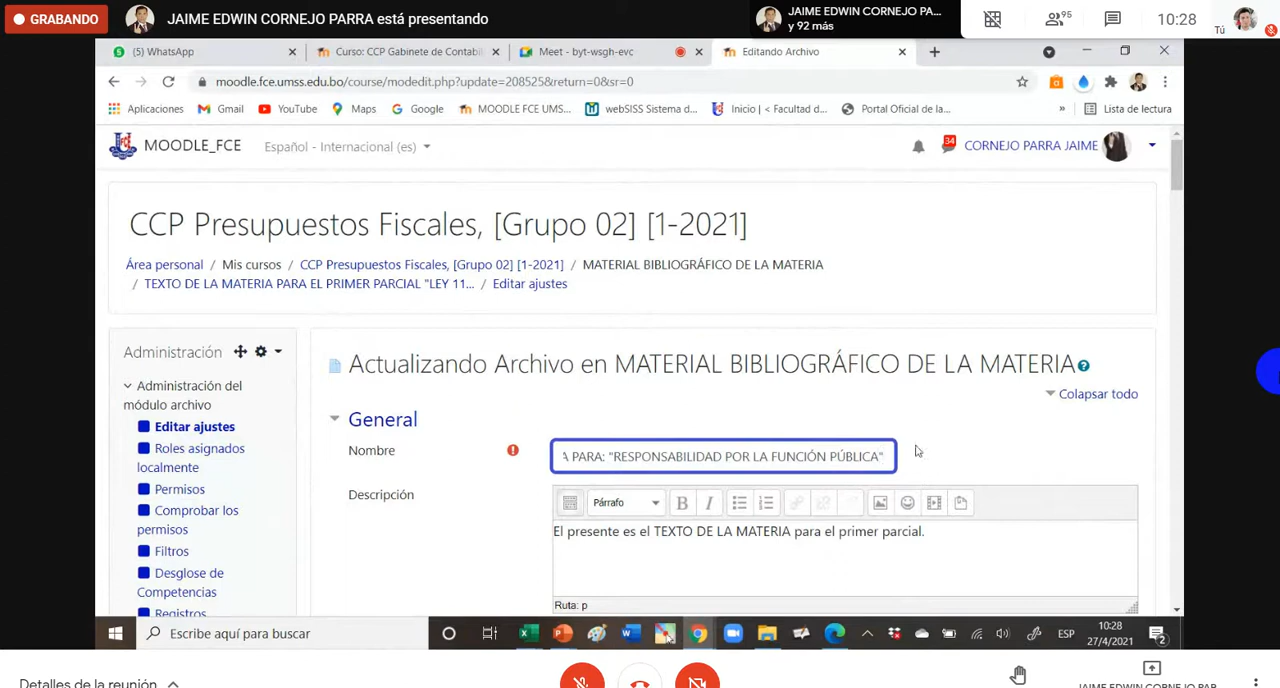 GRABANDO
JAIME EDWIN CORNEJO PARRA está presentando
JAIME EDWIN CORNEJO PA...
y 92 más
95
10:28
Tú
(5) WhatsApp
Curso: CCP Gabinete de Contabil
Meet - byt-wsgh-evc
Editando Archivo
moodle.fce.umss.edu.bo/course/modedit.php?update=208525&return=0&sr=0
Aplicaciones
Gmail
YouTube
Maps
Google
MOODLE FCE UMS...
webSISS Sistema d...
Inicio | < Facultad d...
Portal Oficial de la...
»
Lista de lectura
MOODLE_FCE
Español - Internacional (es)
34
CORNEJO PARRA JAIME
CCP Presupuestos Fiscales, [Grupo 02] [1-2021]
Área personal / Mis cursos / CCP Presupuestos Fiscales, [Grupo 02] [1-2021] / MATERIAL BIBLIOGRÁFICO DE LA MATERIA
/ TEXTO DE LA MATERIA PARA EL PRIMER PARCIAL "LEY 11... / Editar ajustes
Administración
Administración del
módulo archivo
Editar ajustes
Roles asignados
localmente
Permisos
Comprobar los
permisos
Filtros
Desglose de
Competencias
Registros
Actualizando Archivo en MATERIAL BIBLIOGRÁFICO DE LA MATERIA
Colapsar todo
General
Nombre
A PARA: "RESPONSABILIDAD POR LA FUNCIÓN PÚBLICA"
Descripción
Párrafo
B I
El presente es el TEXTO DE LA MATERIA para el primer parcial.
Ruta: p
Escribe aquí para buscar
ESP
10:28
27/4/2021
2
Detalles de la reunión
JAIME EDWIN CORNEJO PAR